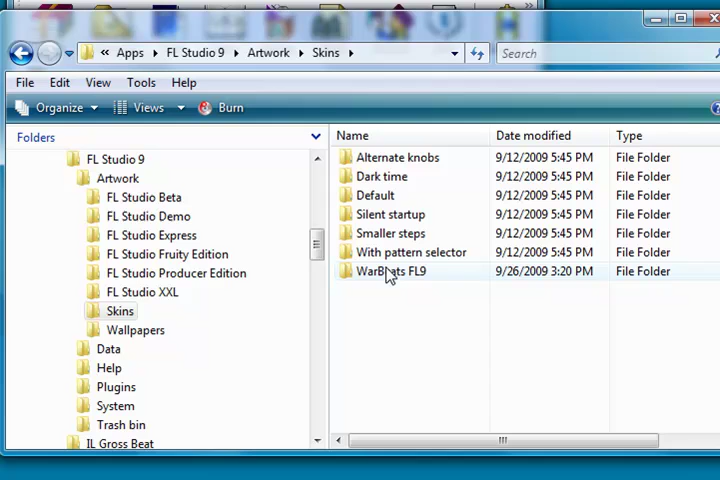 « Apps FL Studio 9 Artwork Skins Search
File Edit View Tools Help
Organize Views Burn
Folders Name Date modified Type
FL Studio 9 Alternate knobs 9/12/2009 5:45 PM File Folder
Artwork Dark time 9/12/2009 5:45 PM File Folder
FL Studio Beta Default 9/12/2009 5:45 PM File Folder
FL Studio Demo Silent startup 9/12/2009 5:45 PM File Folder
FL Studio Express Smaller steps 9/12/2009 5:45 PM File Folder
FL Studio Fruity Edition With pattern selector 9/12/2009 5:45 PM File Folder
FL Studio Producer Edition WarBeats FL9 9/26/2009 3:20 PM File Folder
FL Studio XXL
Skins
Wallpapers
Data
Help
Plugins
System
Trash bin
IL Gross Beat